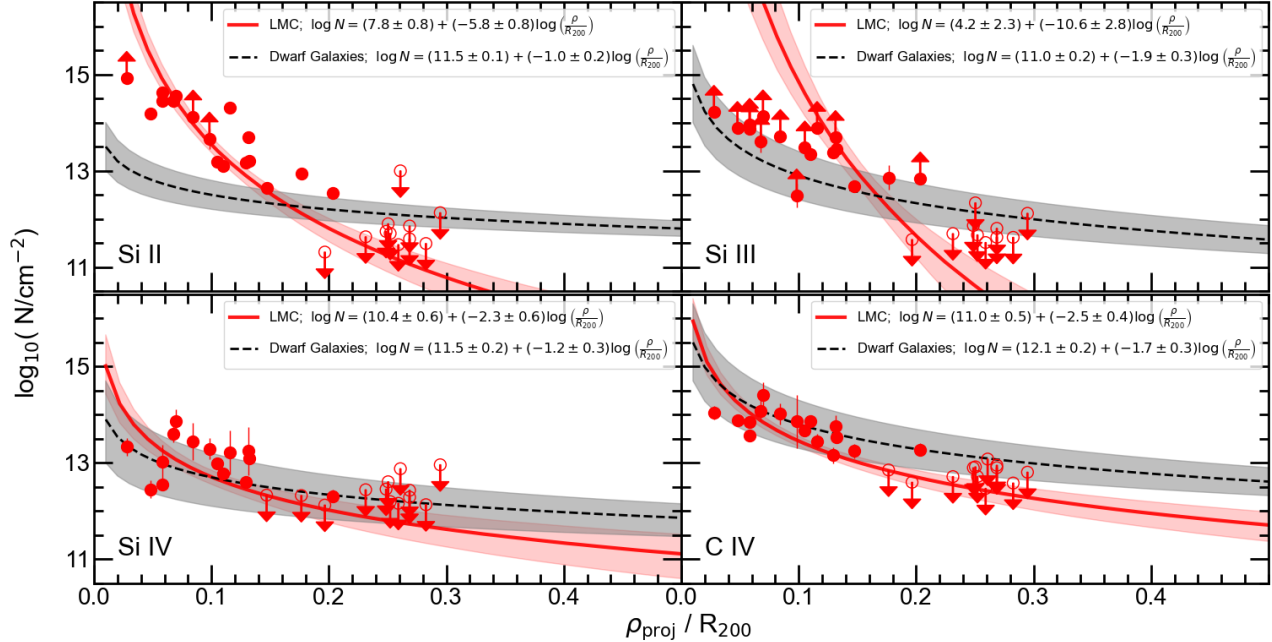 LMC; log N = (7.8 ± 0.8) + (−5.8 ± 0.8)log(ρ/R200)
Dwarf Galaxies; log N = (11.5 ± 0.1) + (−1.0 ± 0.2)log(ρ/R200)
15
13
11
Si II
LMC; log N = (4.2 ± 2.3) + (−10.6 ± 2.8)log(ρ/R200)
Dwarf Galaxies; log N = (11.0 ± 0.2) + (−1.9 ± 0.3)log(ρ/R200)
Si III
log10( N/cm−2)
LMC; log N = (10.4 ± 0.6) + (−2.3 ± 0.6)log(ρ/R200)
Dwarf Galaxies; log N = (11.5 ± 0.2) + (−1.2 ± 0.3)log(ρ/R200)
15
13
11
Si IV
0.0 0.1 0.2 0.3 0.4 0.0
LMC; log N = (11.0 ± 0.5) + (−2.5 ± 0.4)log(ρ/R200)
Dwarf Galaxies; log N = (12.1 ± 0.2) + (−1.7 ± 0.3)log(ρ/R200)
C IV
0.1 0.2 0.3 0.4
ρproj / R200